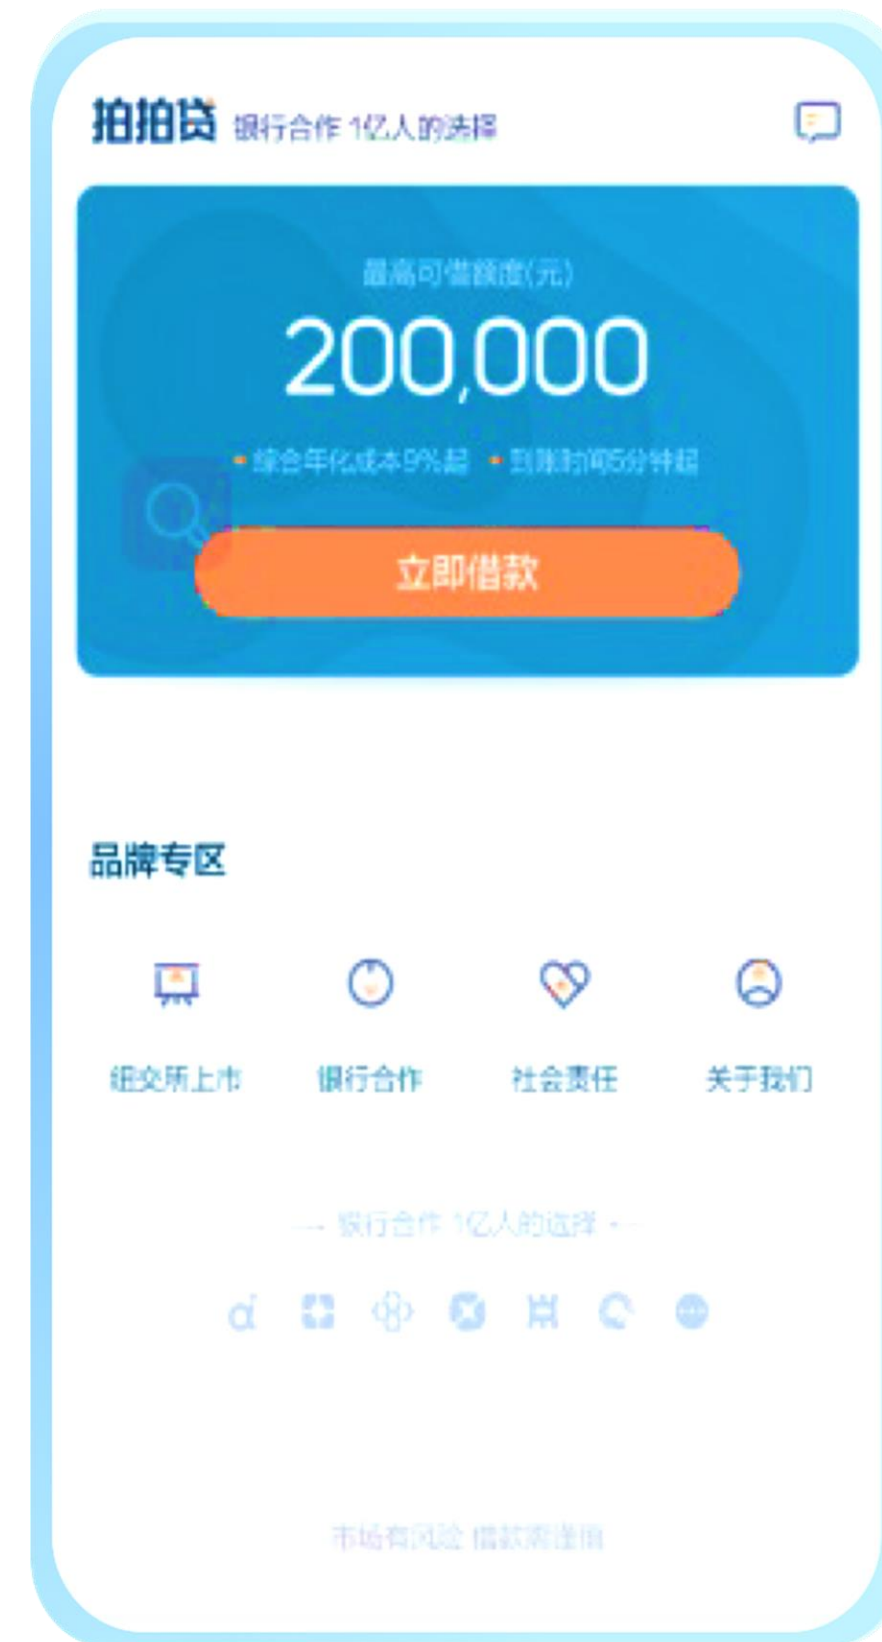 拍拍贷 银行合作 1亿人的选择
最高可借额度(元)
200,000
综合年化成本9%起 到账时间5分钟起
立即借款
品牌专区
纽交所上市 银行合作 社会责任 关于我们
银行合作 1亿人的选择
市场有风险 借款需谨慎